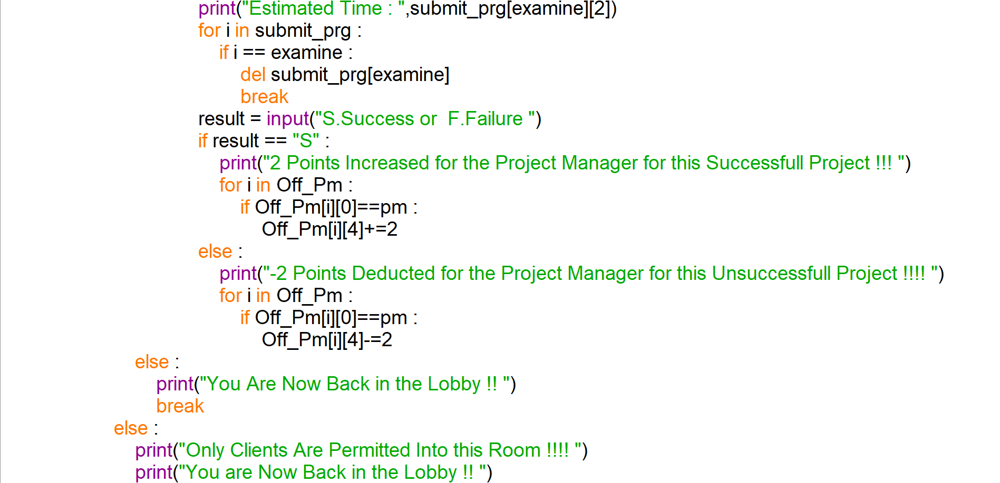 print("Estimated Time : ",submit_prg[examine][2])
for i in submit_prg :
if i == examine :
del submit_prg[examine]
break
result = input("S.Success or  F.Failure ")
if result == "S" :
print("2 Points Increased for the Project Manager for this Successfull Project !!! ")
for i in Off_Pm :
if Off_Pm[i][0]==pm :
Off_Pm[i][4]+=2
else :
print("-2 Points Deducted for the Project Manager for this Unsuccessfull Project !!!! ")
for i in Off_Pm :
if Off_Pm[i][0]==pm :
Off_Pm[i][4]-=2
else :
print("You Are Now Back in the Lobby !! ")
break
else :
print("Only Clients Are Permitted Into this Room !!!! ")
print("You are Now Back in the Lobby !! ")